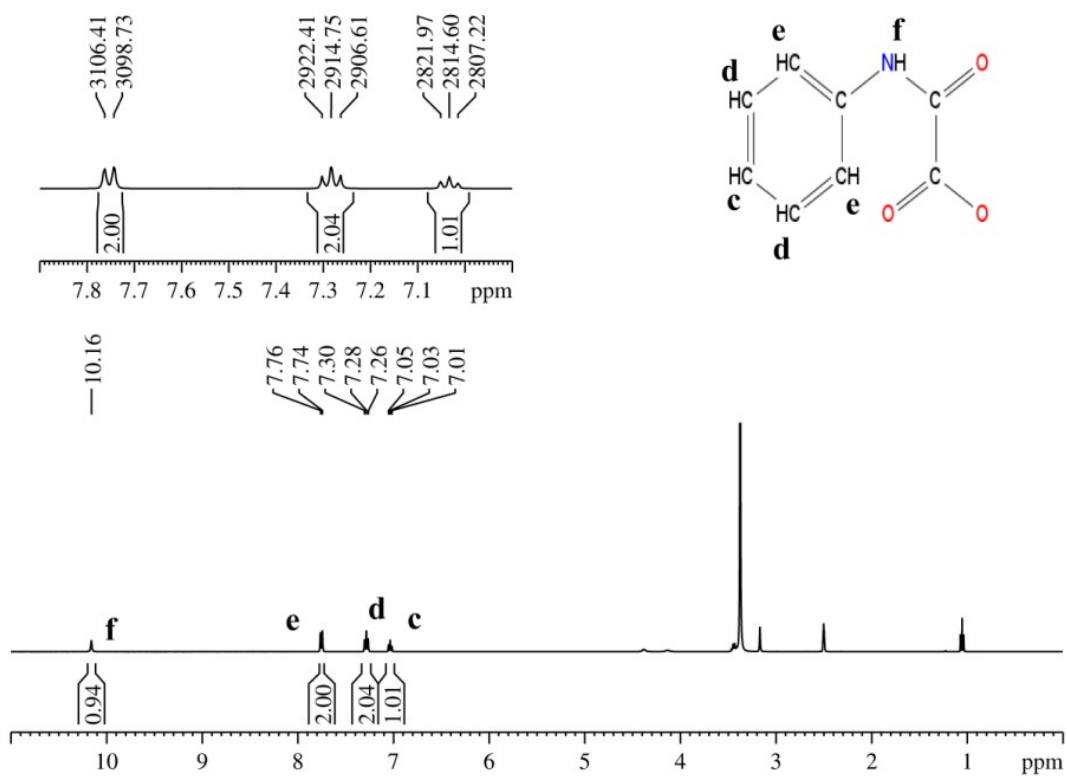 3106.41
3098.73
2922.41
2914.75
2906.61
2821.97
2814.60
2807.22
2.00
2.04
1.01
7.8 7.7 7.6 7.5 7.4 7.3 7.2 7.1 ppm
e
f
HC
NH
O
d
HC
C
C
HC
c
CH
e
HC
d
C
O
O
10.16
7.76
7.74
7.30
7.28
7.26
7.05
7.03
7.01
f
e
d
c
0.94
2.00
2.04
1.01
10 9 8 7 6 5 4 3 2 1 ppm